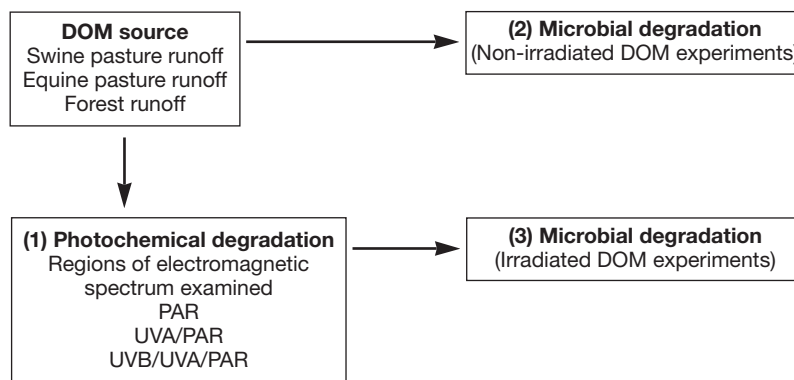 DOM source
Swine pasture runoff
Equine pasture runoff
Forest runoff
(2) Microbial degradation
(Non-irradiated DOM experiments)
(1) Photochemical degradation
Regions of electromagnetic
spectrum examined
PAR
UVA/PAR
UVB/UVA/PAR
(3) Microbial degradation
(Irradiated DOM experiments)